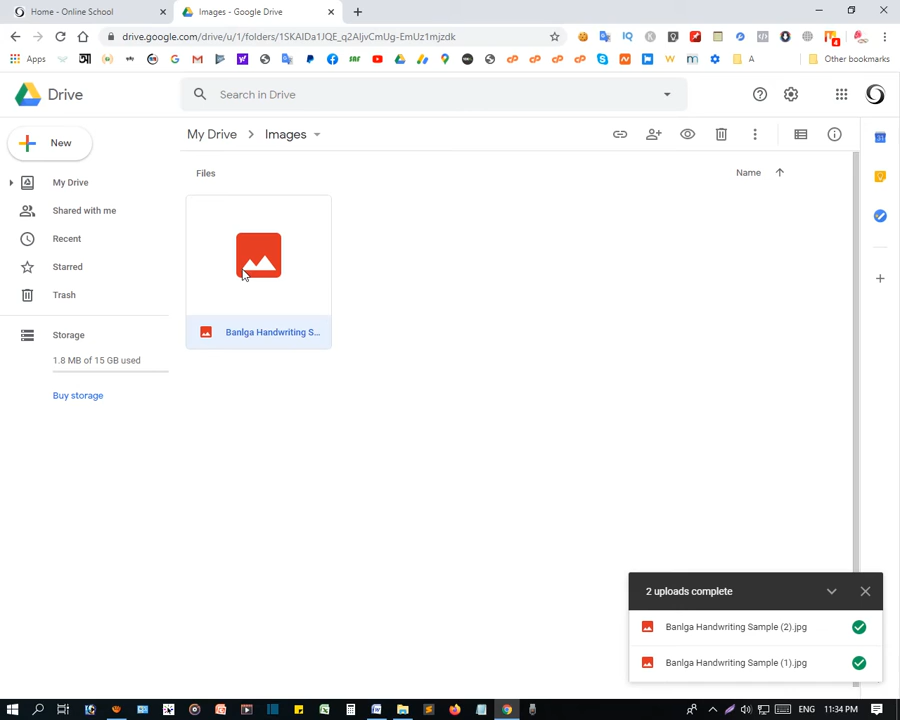 Home - Online School
Images - Google Drive
drive.google.com/drive/u/1/folders/1SKAIDa1JQE_q2AIjvCmUg-EmUz1mjzdk
Apps
A
Other bookmarks
Drive
Search in Drive
New
My Drive
Images
My Drive
Shared with me
Recent
Starred
Trash
Storage
1.8 MB of 15 GB used
Buy storage
Files
Name
Banlga Handwriting S...
2 uploads complete
Banlga Handwriting Sample (2).jpg
Banlga Handwriting Sample (1).jpg
ENG
11:34 PM